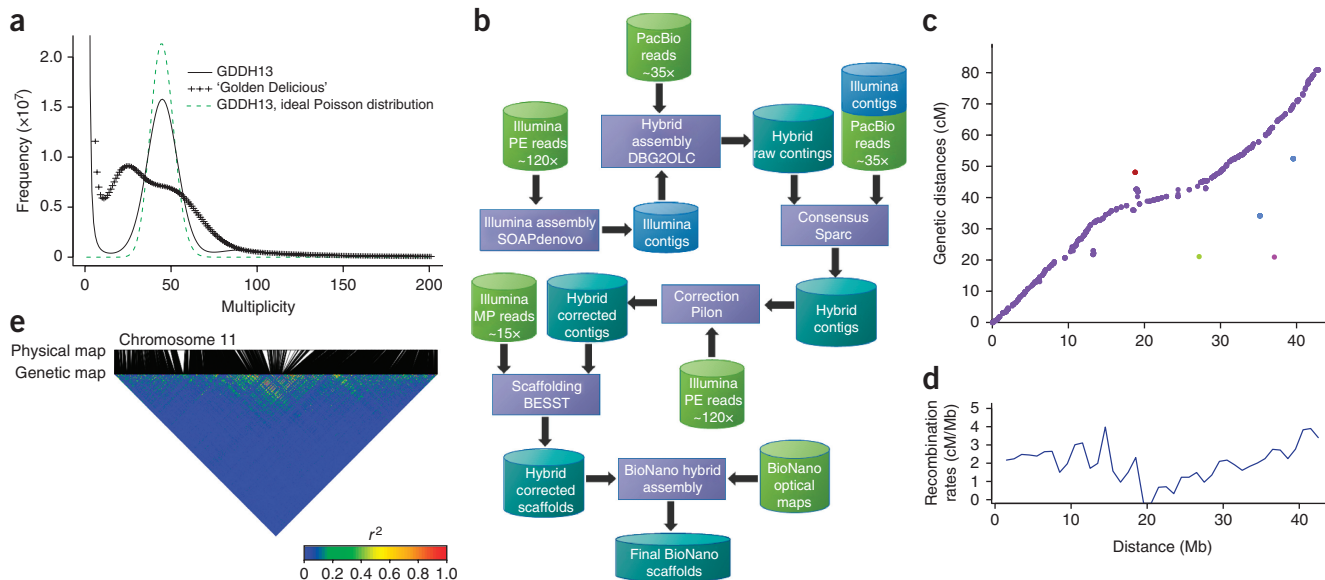 a
2.0
1.5
1.0
0.5
0
Frequency (×10⁷)
0
50
100
150
200
Multiplicity
GDDH13
'Golden Delicious'
GDDH13, ideal Poisson distribution
b
PacBio
reads
~35×
Illumina
PE reads
~120×
Hybrid
assembly
DBG2OLC
Hybrid
raw contings
Illumina
contigs
PacBio
reads
~35×
Illumina assembly
SOAPdenovo
Illumina
contigs
Consensus
Sparc
Illumina
MP reads
~15×
Hybrid
corrected
contigs
Correction
Pilon
Hybrid
contigs
Scaffolding
BESST
Illumina
PE reads
~120×
Hybrid
corrected
scaffolds
BioNano hybrid
assembly
BioNano
optical
maps
Final BioNano
scaffolds
c
80
70
60
50
40
30
20
10
0
Genetic distances (cM)
0
10
20
30
40
d
5
4
3
2
1
0
Recombination
rates (cM/Mb)
0
10
20
30
40
Distance (Mb)
e
Chromosome 11
Physical map
Genetic map
r²
0
0.2
0.4
0.6
0.8
1.0